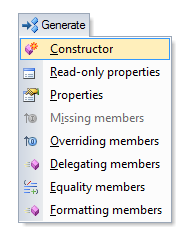 Generate
Constructor
Read-only properties
Properties
Missing members
Overriding members
Delegating members
Equality members
Formatting members